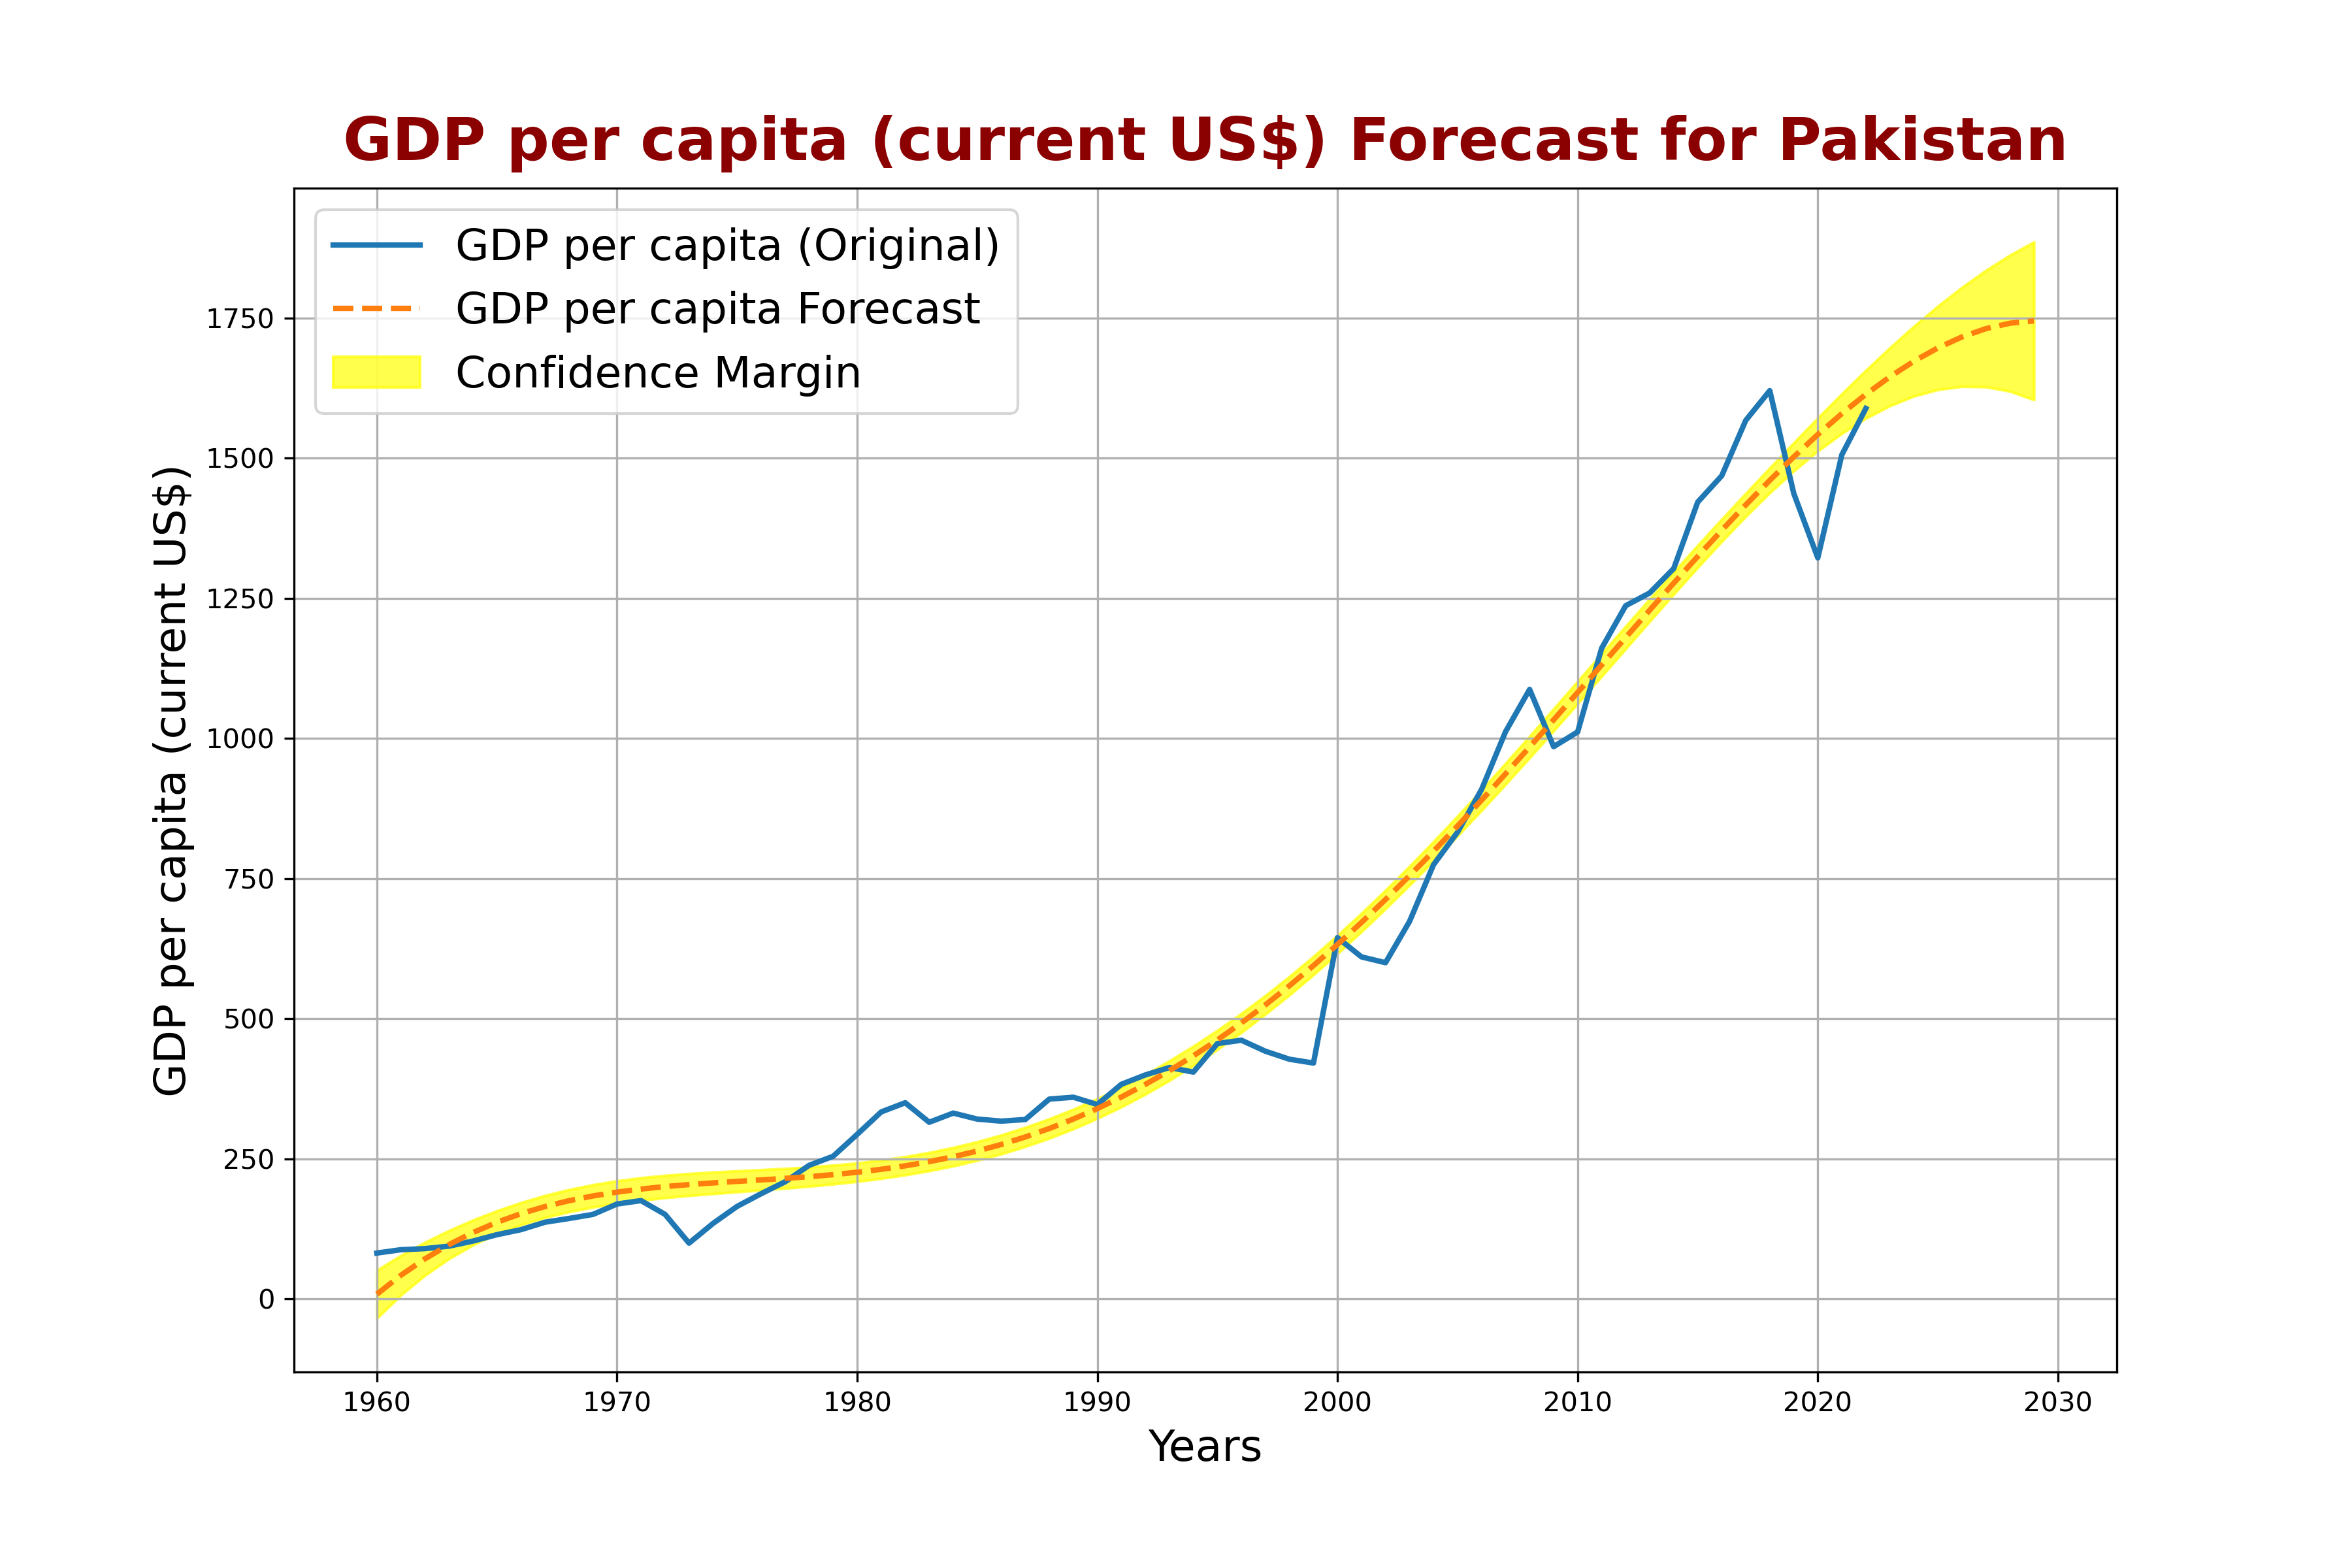 GDP per capita (current US$) Forecast for Pakistan
GDP per capita (Original)
GDP per capita Forecast
Confidence Margin
GDP per capita (current US$)
1750
1500
1250
1000
750
500
250
0
1960 1970 1980 1990 2000 2010 2020 2030
Years